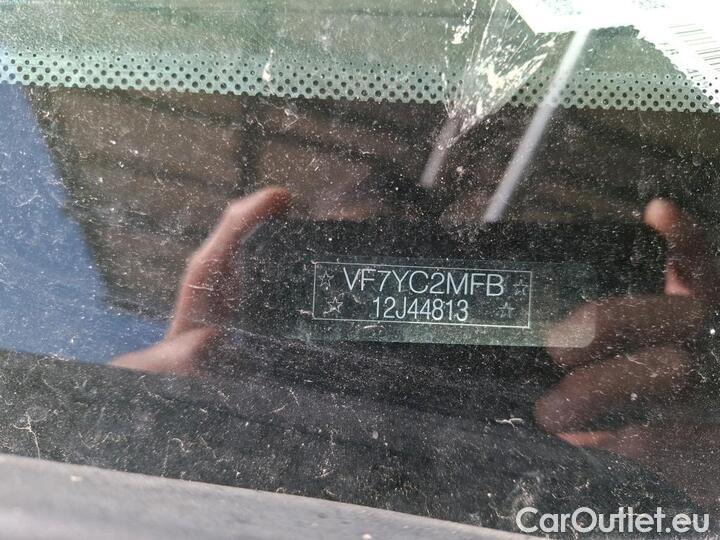 ☆ VF7YC2MFB ☆
☆ 12J44813 ☆
CarOutlet.eu